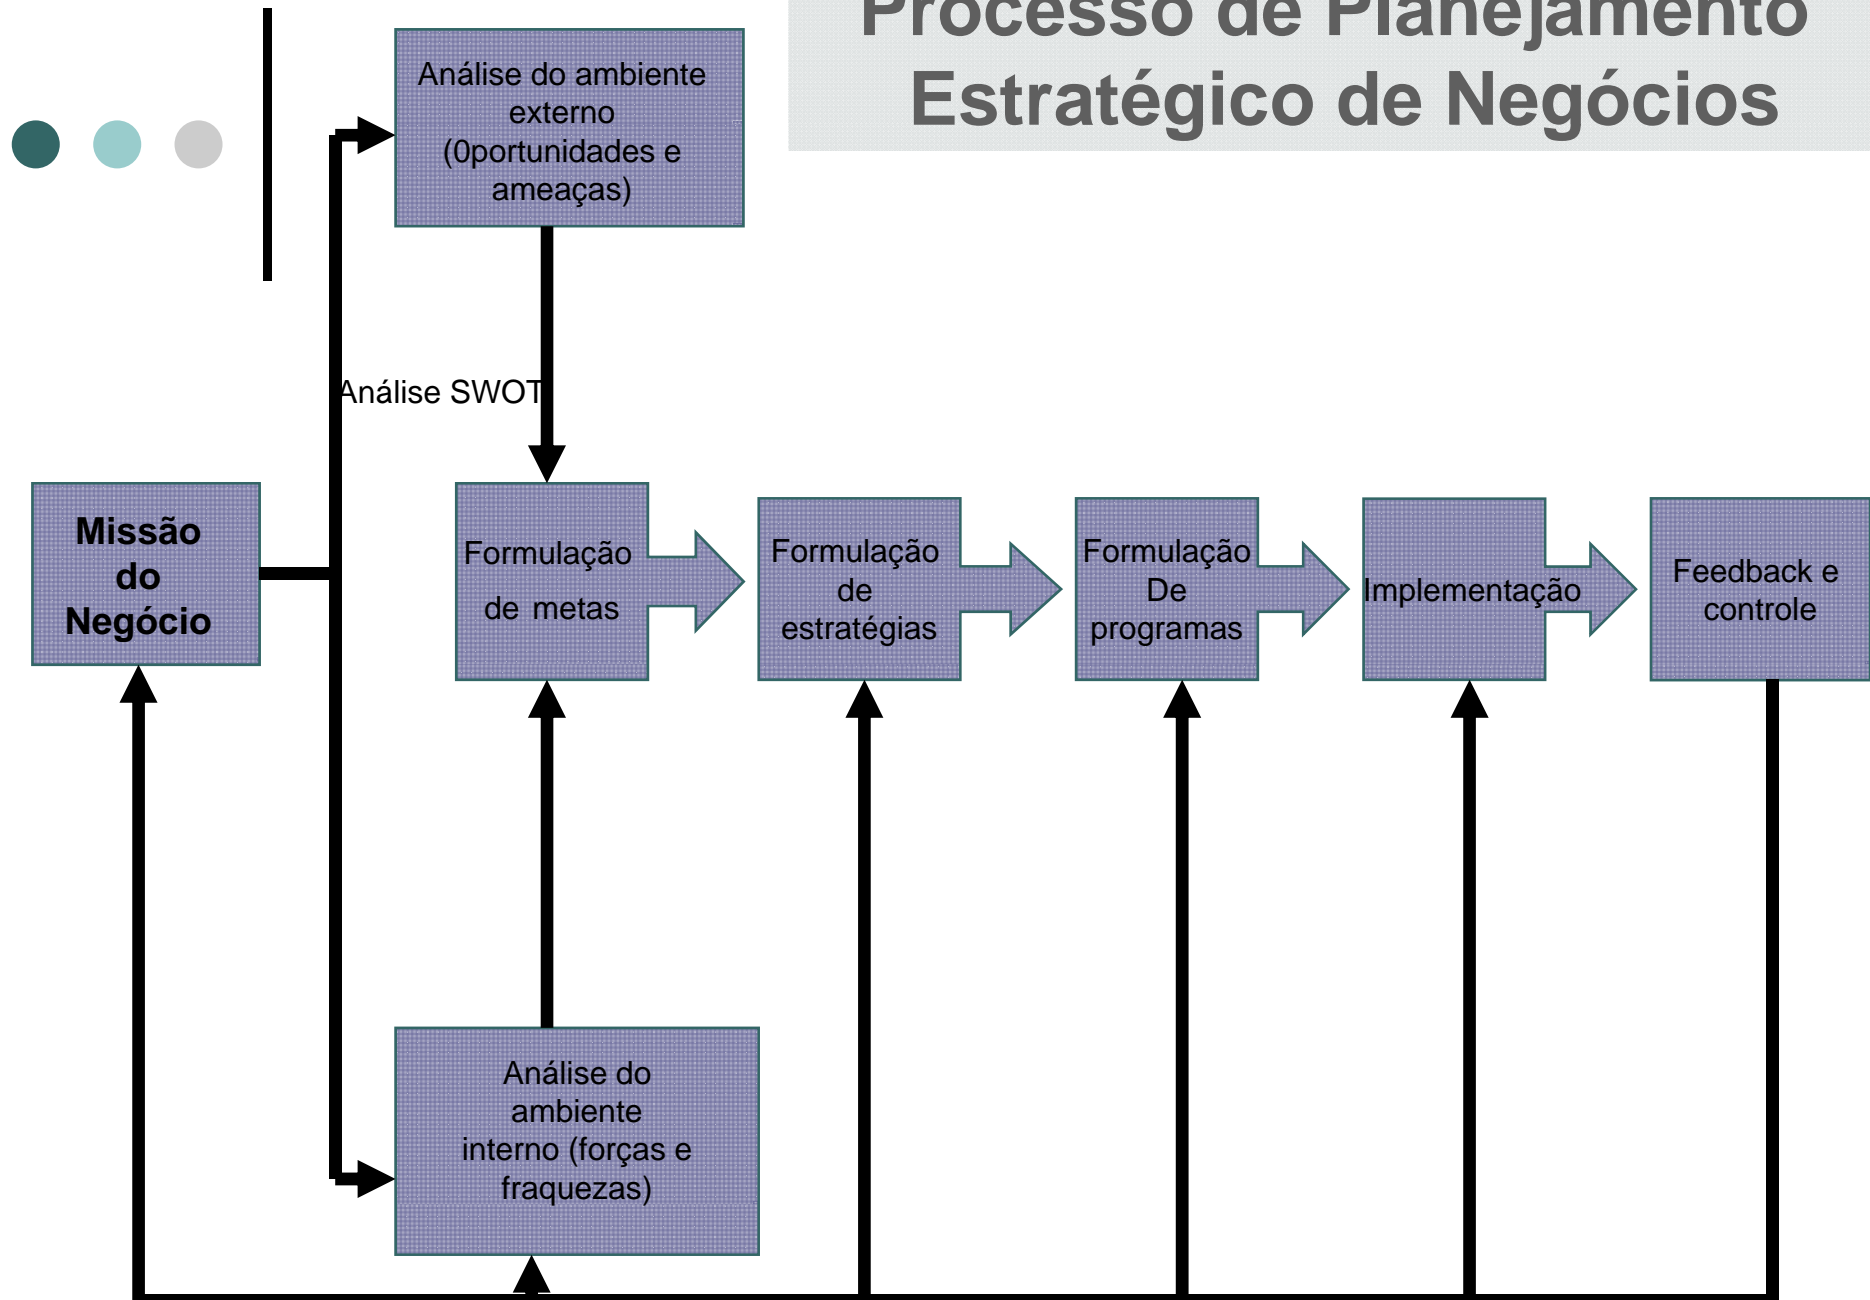 Processo de Planejamento
Estratégico de Negócios
Análise do ambiente
externo
(0portunidades e
ameaças)
Análise SWOT
Missão
do
Negócio
Formulação
de metas
Formulação
de
estratégias
Formulação
De
programas
Implementação
Feedback e
controle
Análise do
ambiente
interno (forças e
fraquezas)